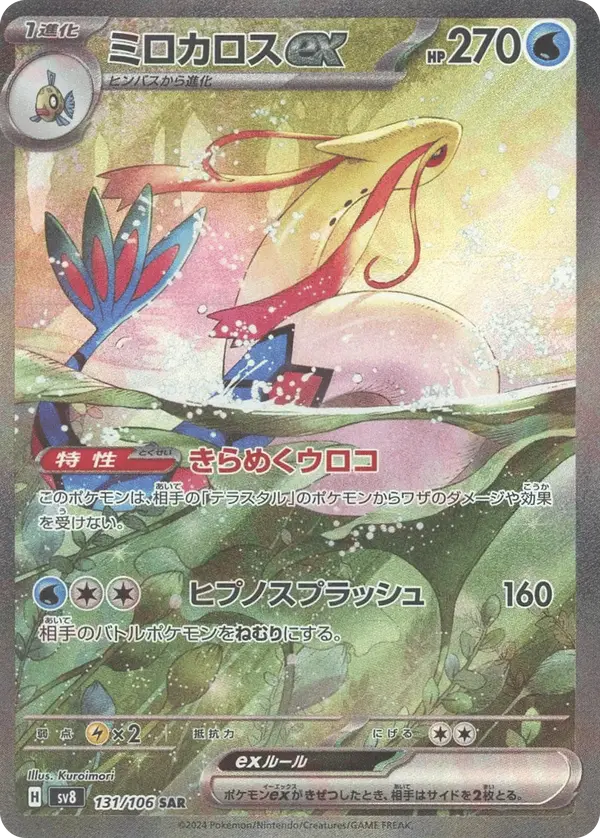 1進化 ミロカロスex HP270
ヒンバスから進化
特性 とくせい きらめくウロコ
このポケモンは、相手の「テラスタル」のポケモンからワザのダメージや効果
を受けない。
ヒプノスプラッシュ 160
相手のバトルポケモンをねむりにする。
弱点 ×2 抵抗力 にげる
exルール
ポケモンexがきぜつしたとき、相手はサイドを2枚とる。
Illus. Kuroimori
H sv8 131/106 SAR
©2024 Pokémon/Nintendo/Creatures/GAME FREAK.